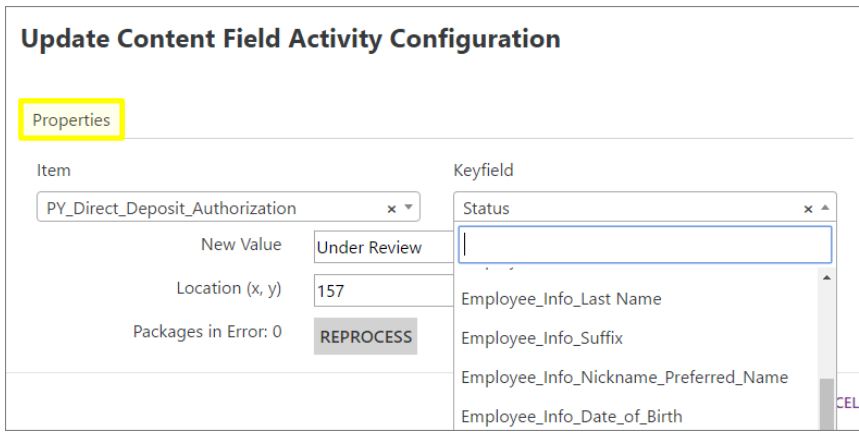 Update Content Field Activity Configuration
Properties
Item
Keyfield
PY_Direct_Deposit_Authorization × ▼
Status × ▲
New Value
Under Review
Location (x, y)
157
Packages in Error: 0
REPROCESS
Employee_Info_Last Name
Employee_Info_Suffix
Employee_Info_Nickname_Preferred_Name
Employee_Info_Date_of_Birth
CEL